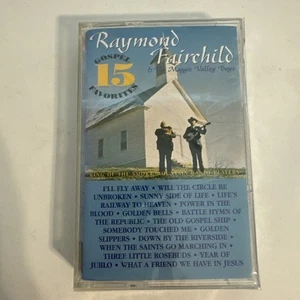 Raymond
Fairchild
& Maggie Valley Boys
GOSPEL
15
FAVORITES
I'LL FLY AWAY • WILL THE CIRCLE BE
UNBROKEN • SUNNY SIDE OF LIFE • LIFE'S
RAILWAY TO HEAVEN • POWER IN THE
BLOOD • GOLDEN BELLS • BATTLE HYMN OF
THE REPUBLIC • THE OLD GOSPEL SHIP •
SOMEBODY TOUCHED ME • GOLDEN
SLIPPERS • DOWN BY THE RIVERSIDE •
WHEN THE SAINTS GO MARCHING IN •
THREE LITTLE ROSEBUDS • YEAR OF
JUBLO • WHAT A FRIEND WE HAVE IN JESUS